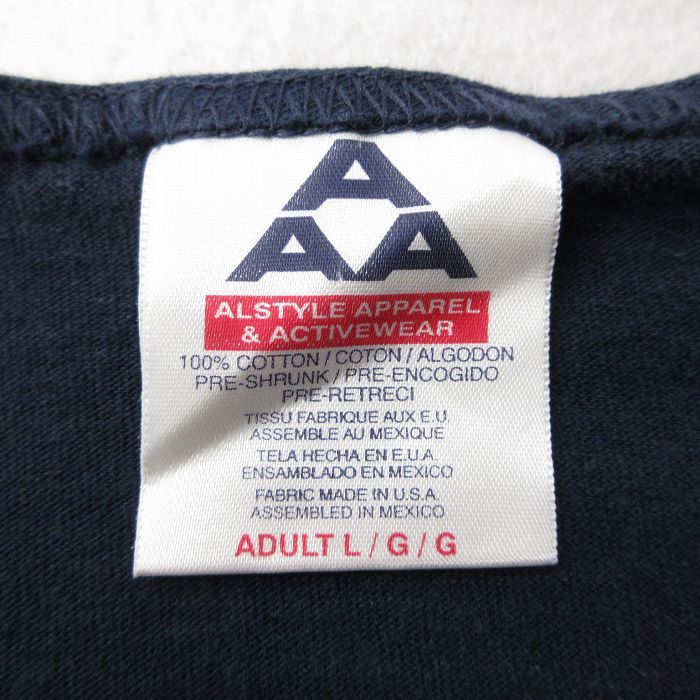 A
AA
ALSTYLE APPAREL
& ACTIVEWEAR
100% COTTON / COTON / ALGODON
PRE-SHRUNK / PRE-ENCOGIDO
PRE-RETRECI
TISSU FABRIQUE AUX E.U.
ASSEMBLE AU MEXIQUE
TELA HECHA EN E.U.A.
ENSAMBLADO EN MEXICO
FABRIC MADE IN U.S.A.
ASSEMBLED IN MEXICO
ADULT L / G / G